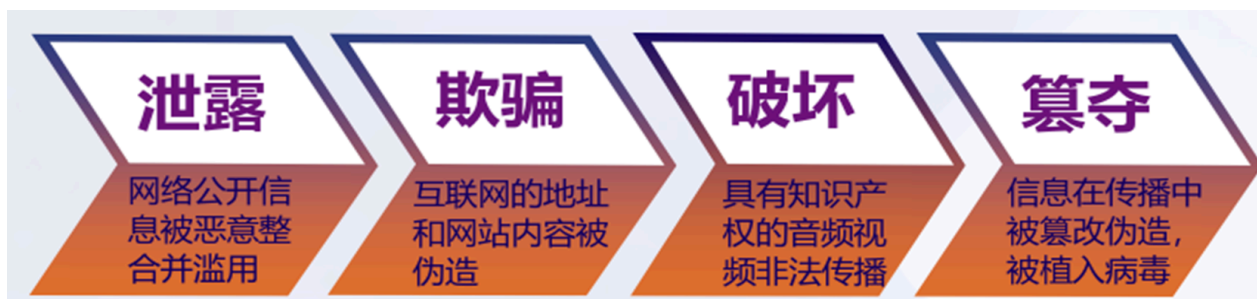 泄露
网络公开信
息被恶意整
合并滥用
欺骗
互联网的地址
和网站内容被
伪造
破坏
具有知识产
权的音频视
频非法传播
篡夺
信息在传播中
被篡改伪造，
被植入病毒